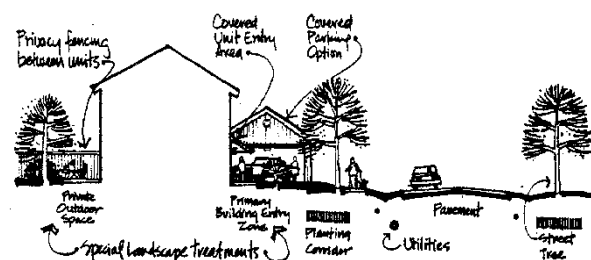 Privacy fencing
between units
Covered
Unit Entry
Area
Covered
Parking
Option
Private
Outdoor
Space
Primary
Building Entry
Zone
Planting
Corridor
Pavement
Utilities
Street
Tree
Special Landscape Treatments